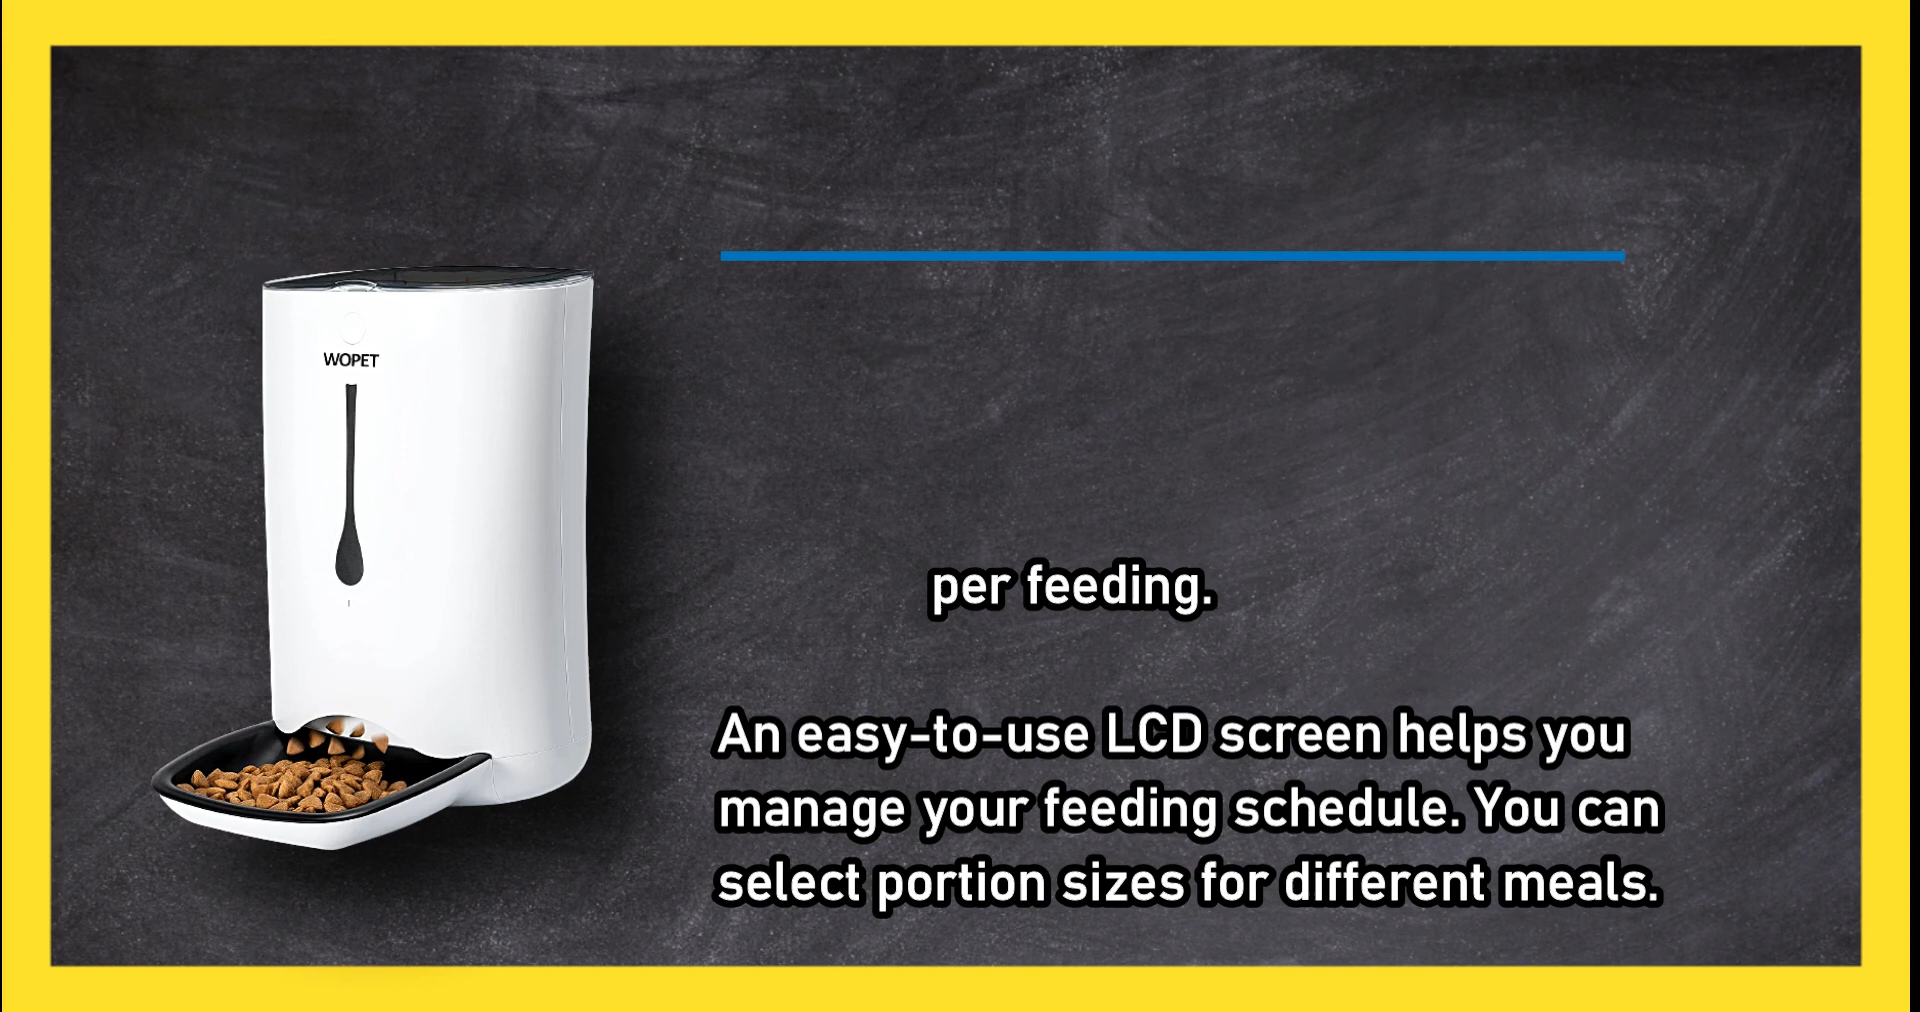 WOPET
per feeding.
An easy-to-use LCD screen helps you
manage your feeding schedule. You can
select portion sizes for different meals.